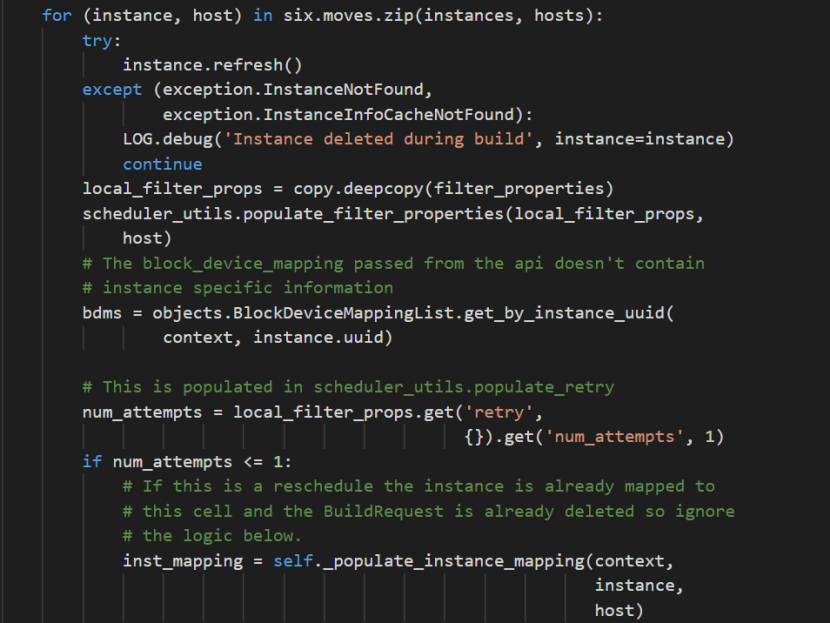 for (instance, host) in six.moves.zip(instances, hosts):
    try:
        instance.refresh()
    except (exception.InstanceNotFound,
            exception.InstanceInfoCacheNotFound):
        LOG.debug('Instance deleted during build', instance=instance)
        continue
    local_filter_props = copy.deepcopy(filter_properties)
    scheduler_utils.populate_filter_properties(local_filter_props,
        host)
    # The block_device_mapping passed from the api doesn't contain
    # instance specific information
    bdms = objects.BlockDeviceMappingList.get_by_instance_uuid(
            context, instance.uuid)

    # This is populated in scheduler_utils.populate_retry
    num_attempts = local_filter_props.get('retry',
                                          {}).get('num_attempts', 1)
    if num_attempts <= 1:
        # If this is a reschedule the instance is already mapped to
        # this cell and the BuildRequest is already deleted so ignore
        # the logic below.
        inst_mapping = self._populate_instance_mapping(context,
                                                       instance,
                                                       host)